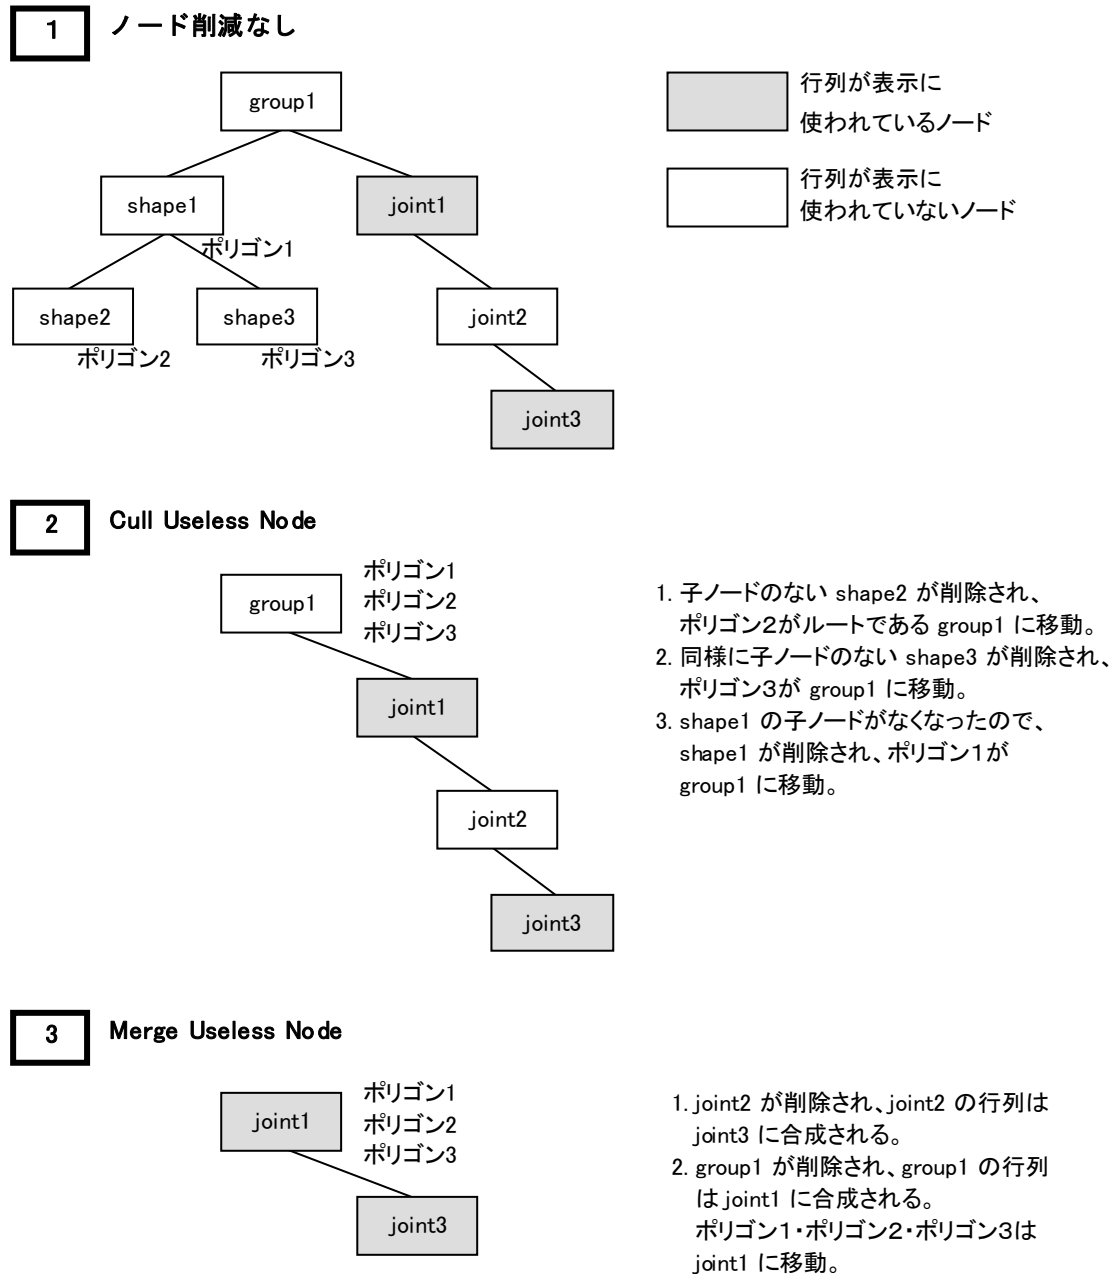 1 ノード削減なし
group1
行列が表示に
使われているノード
行列が表示に
使われていないノード
shape1
joint1
ポリゴン1
shape2
shape3
joint2
ポリゴン2
ポリゴン3
joint3
2 Cull Useless Node
group1
ポリゴン1
ポリゴン2
ポリゴン3
joint1
joint2
joint3
1. 子ノードのない shape2 が削除され、
ポリゴン２がルートである group1 に移動。
2. 同様に子ノードのない shape3 が削除され、
ポリゴン３が group1 に移動。
3. shape1 の子ノードがなくなったので、
shape1 が削除され、ポリゴン１が
group1 に移動。
3 Merge Useless Node
joint1
ポリゴン1
ポリゴン2
ポリゴン3
joint3
1. joint2 が削除され、joint2 の行列は
joint3 に合成される。
2. group1 が削除され、group1 の行列
は joint1 に合成される。
ポリゴン１・ポリゴン２・ポリゴン３は
joint1 に移動。